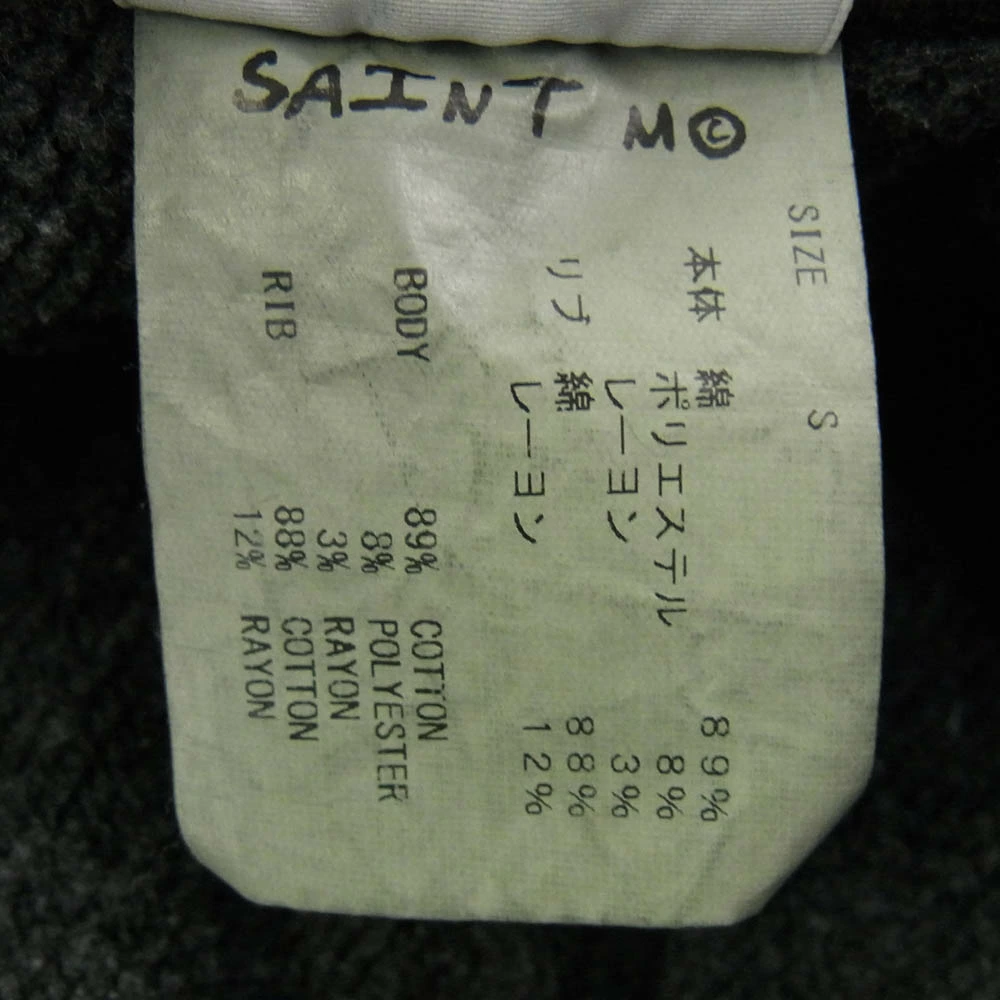 SAINT M©
SIZE S
本体 綿 89%
ポリエステル 8%
レーヨン 3%
リブ 綿 88%
レーヨン 12%
BODY 89% COTTON
8% POLYESTER
3% RAYON
RIB 88% COTTON
12% RAYON